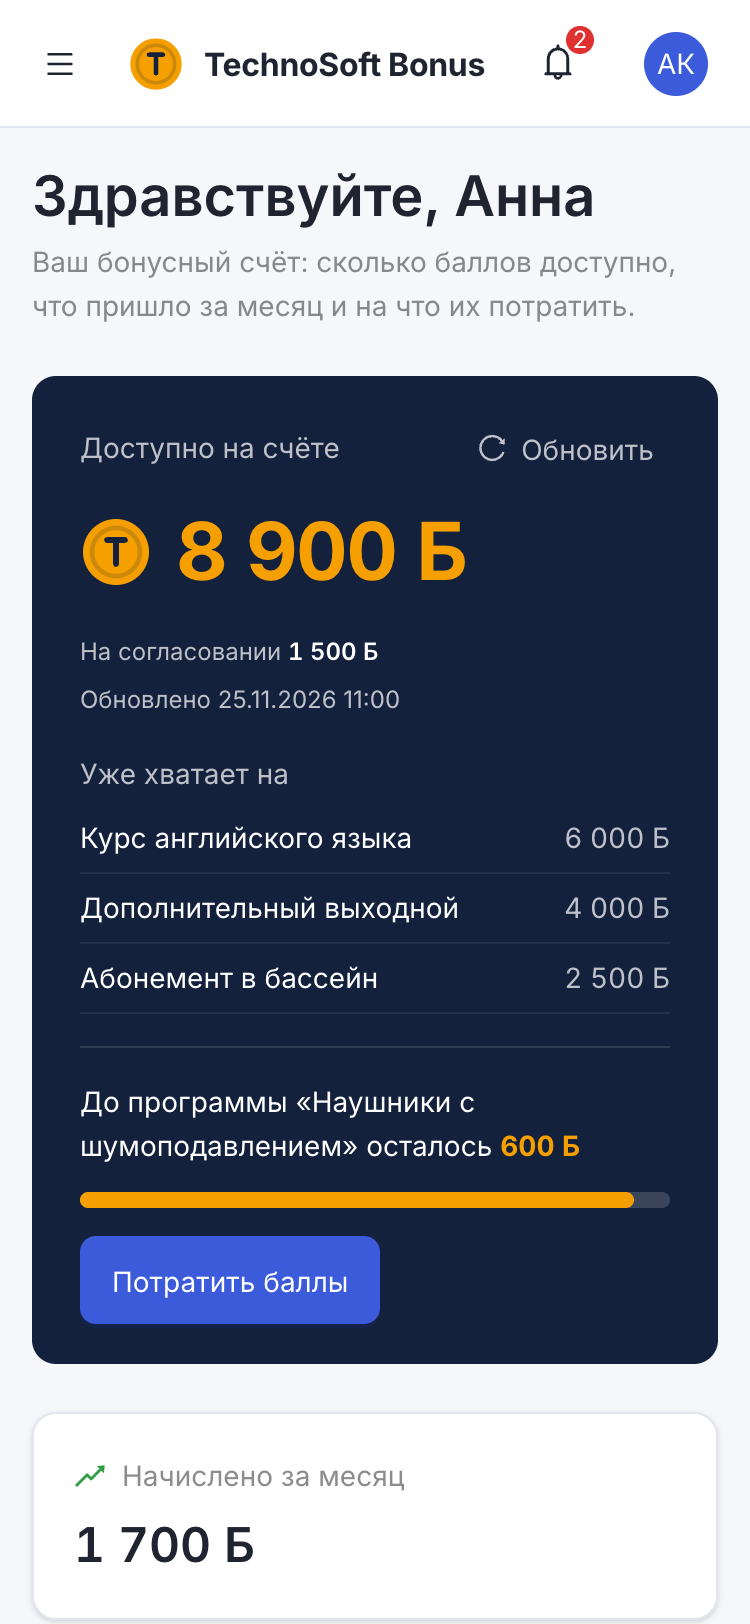 T TechnoSoft Bonus 2 АК
Здравствуйте, Анна
Ваш бонусный счёт: сколько баллов доступно,
что пришло за месяц и на что их потратить.
Доступно на счёте Обновить
T 8 900 Б
На согласовании 1 500 Б
Обновлено 25.11.2026 11:00
Уже хватает на
Курс английского языка 6 000 Б
Дополнительный выходной 4 000 Б
Абонемент в бассейн 2 500 Б
До программы «Наушники с
шумоподавлением» осталось 600 Б
Потратить баллы
Начислено за месяц
1 700 Б